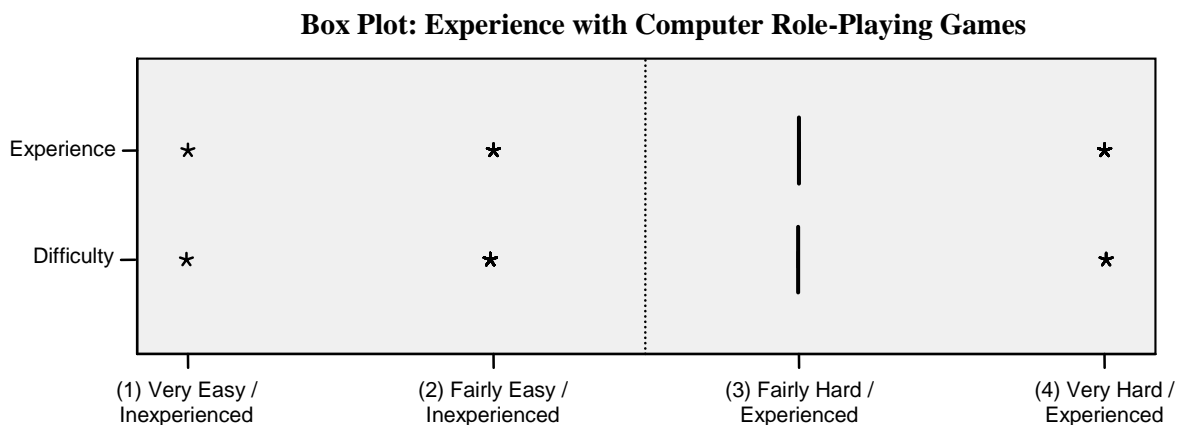 Box Plot: Experience with Computer Role-Playing Games
Experience
Difficulty
(1) Very Easy /
Inexperienced
(2) Fairly Easy /
Inexperienced
(3) Fairly Hard /
Experienced
(4) Very Hard /
Experienced